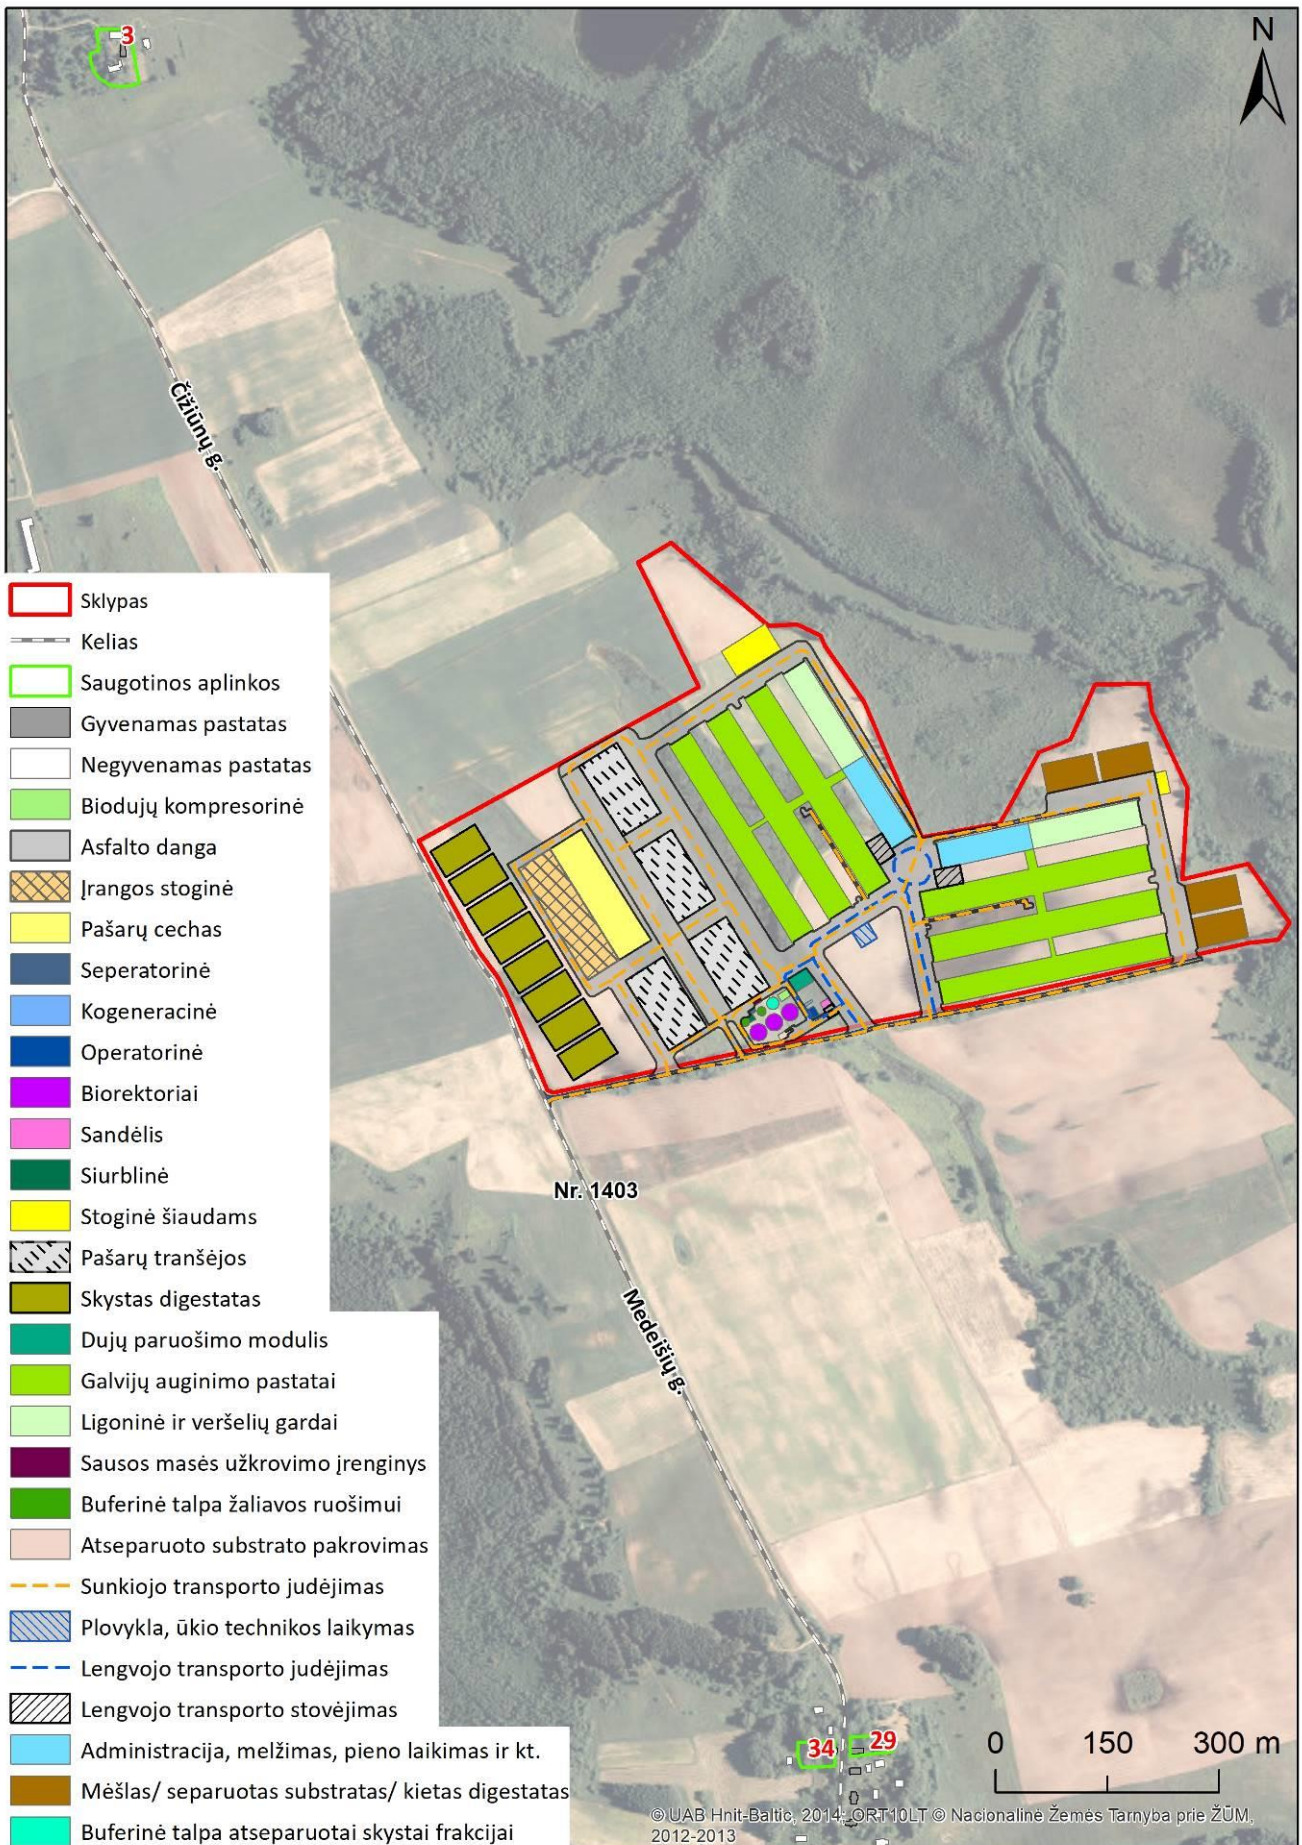 3
N
Čižiūnų g.
Sklypas
Kelias
Saugotinos aplinkos
Gyvenamas pastatas
Negyvenamas pastatas
Biodujų kompresorinė
Asfalto danga
Įrangos stoginė
Pašarų cechas
Seperatorinė
Kogeneracinė
Operatorinė
Biorektoriai
Sandėlis
Siurblinė
Stoginė šiaudams
Pašarų tranšėjos
Skystas digestatas
Dujų paruošimo modulis
Galvijų auginimo pastatai
Ligoninė ir veršelių gardai
Sausos masės užkrovimo įrenginys
Buferinė talpa žaliavos ruošimui
Atseparuoto substrato pakrovimas
Sunkiojo transporto judėjimas
Plovykla, ūkio technikos laikymas
Lengvojo transporto judėjimas
Lengvojo transporto stovėjimas
Administracija, melžimas, pieno laikimas ir kt.
Mėšlas/ separuotas substratas/ kietas digestatas
Buferinė talpa atseparuotai skystai frakcijai
Nr. 1403
Medeišių g.
34
29
0 150 300 m
© UAB Hnit-Baltic, 2014; ORT10LT © Nacionalinė Žemės Tarnyba prie ŽŪM,
2012-2013